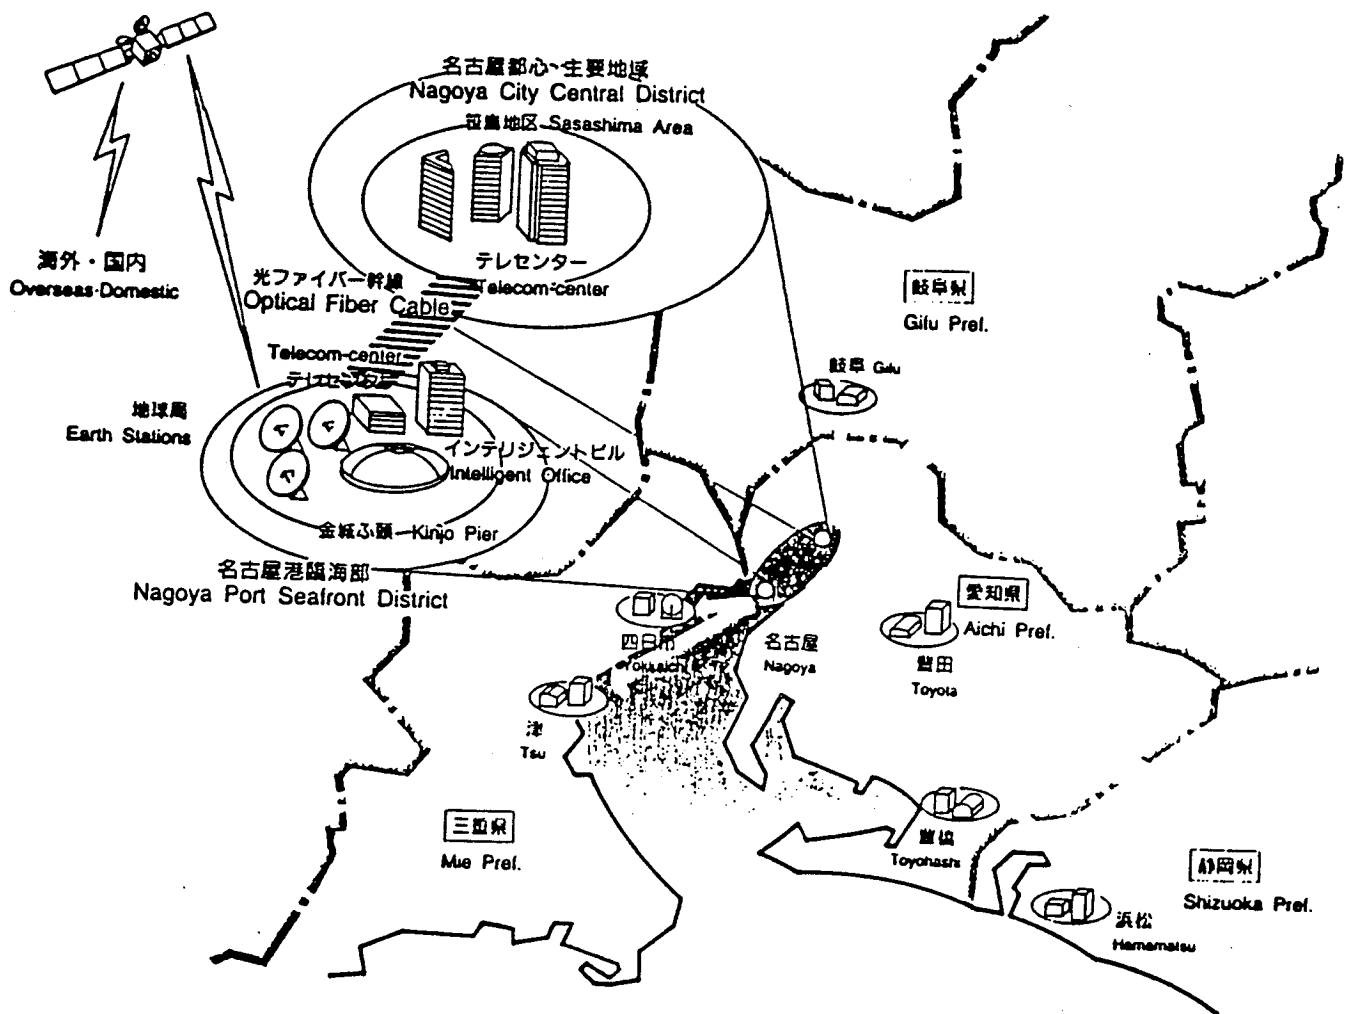 名古屋都心・主要地域
Nagoya City Central District
笹島地区 Sasashima Area
テレセンター
Telecom-center
海外・国内
Overseas·Domestic
光ファイバー幹線
Optical Fiber Cable
Telecom-center
テレセンター
地球局
Earth Stations
インテリジェントビル
Intelligent Office
金城ふ頭 Kinjo Pier
名古屋港臨海部
Nagoya Port Seafront District
岐阜県
Gifu Pref.
岐阜 Gifu
四日市
Yokkaichi
名古屋
Nagoya
愛知県
Aichi Pref.
豊田
Toyota
津
Tsu
三重県
Mie Pref.
豊橋
Toyohashi
静岡県
Shizuoka Pref.
浜松
Hamamatsu